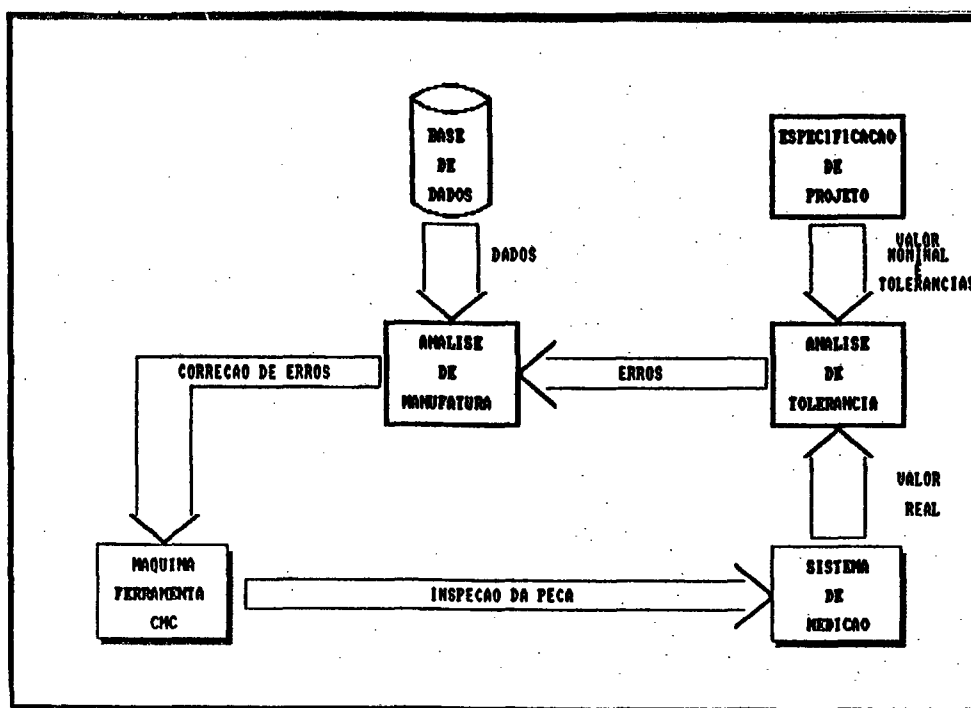 BASE
DE
DADOS
ESPECIFICACAO
DE
PROJETO
DADOS
VALOR
NOMINAL
E
TOLERANCIAS
CORRECAO DE ERROS
ANALISE
DE
MANUFATURA
ERROS
ANALISE
DE
TOLERANCIA
VALOR
REAL
MAQUINA
FERRAMENTA
CNC
INSPECAO DA PECA
SISTEMA
DE
MEDICAO